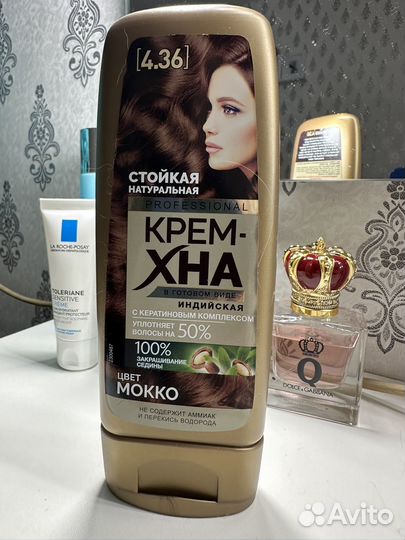 [4.36]
СТОЙКАЯ
НАТУРАЛЬНАЯ
PROFESSIONAL
КРЕМ-
ХНА
В ГОТОВОМ ВИДЕ
ИНДИЙСКАЯ
С КЕРАТИНОВЫМ КОМПЛЕКСОМ
УПЛОТНЯЕТ
ВОЛОСЫ НА 50%
100%
ЗАКРАШИВАНИЕ
СЕДИНЫ
ЦВЕТ
МОККО
НЕ СОДЕРЖИТ АММИАК
И ПЕРЕКИСЬ ВОДОРОДА
LA ROCHE-POSAY
TOLERIANE
SENSITIVE
Q
DOLCE & GABBANA
Avito